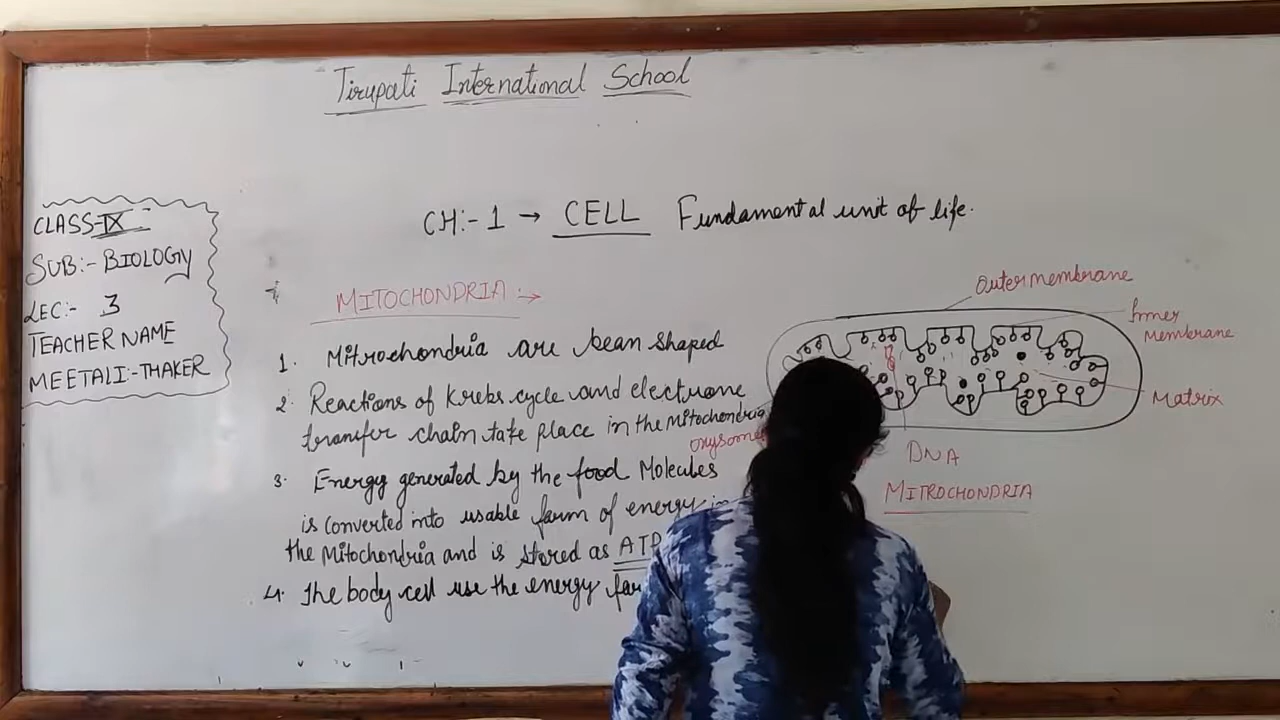 Tirupati International School
CH:- 1 → CELL Fundamental unit of life.
CLASS-IX
SUB:- BIOLOGY
LEC:- 3
TEACHER NAME
MEETALI:-THAKER
MITOCHONDRIA :→
1. Mitrochondria are bean shaped
2. Reactions of Krebs cycle and electrone
transfer chain take place in the Mitochondria
3. Energy generated by the food Molecules
is converted into usable farm of energy in
the Mitochondria and is stored as ATP
4. The body cell use the energy
outer membrane
Inner
membrane
Matrix
oxysome
DNA
MITROCHONDRIA